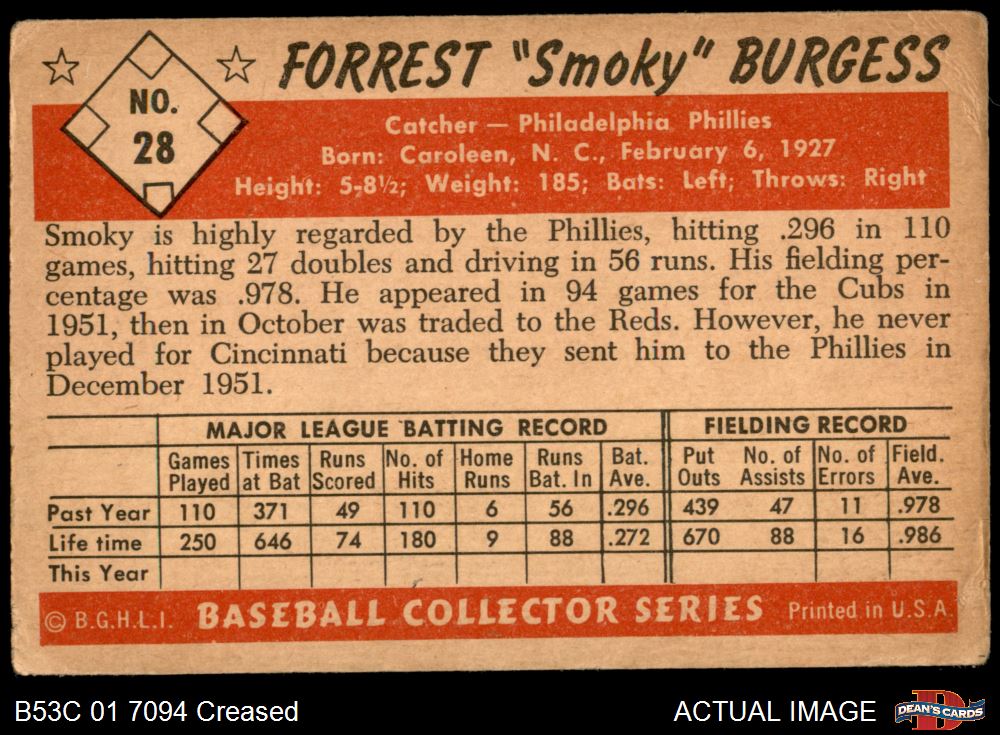 FORREST "Smoky" BURGESS
NO.
28
Catcher — Philadelphia Phillies
Born: Caroleen, N. C., February 6, 1927
Height: 5-8½; Weight: 185; Bats: Left; Throws: Right
Smoky is highly regarded by the Phillies, hitting .296 in 110
games, hitting 27 doubles and driving in 56 runs. His fielding per-
centage was .978. He appeared in 94 games for the Cubs in
1951, then in October was traded to the Reds. However, he never
played for Cincinnati because they sent him to the Phillies in
December 1951.
MAJOR LEAGUE BATTING RECORD FIELDING RECORD
Games Times Runs No. of Home Runs Bat. Put No. of No. of Field.
Played at Bat Scored Hits Runs Bat. In Ave. Outs Assists Errors Ave.
Past Year 110 371 49 110 6 56 .296 439 47 11 .978
Life time 250 646 74 180 9 88 .272 670 88 16 .986
This Year
© B.G.H.L.I. BASEBALL COLLECTOR SERIES Printed in U.S.A.
B53C 01 7094 Creased ACTUAL IMAGE DEAN'S CARDS